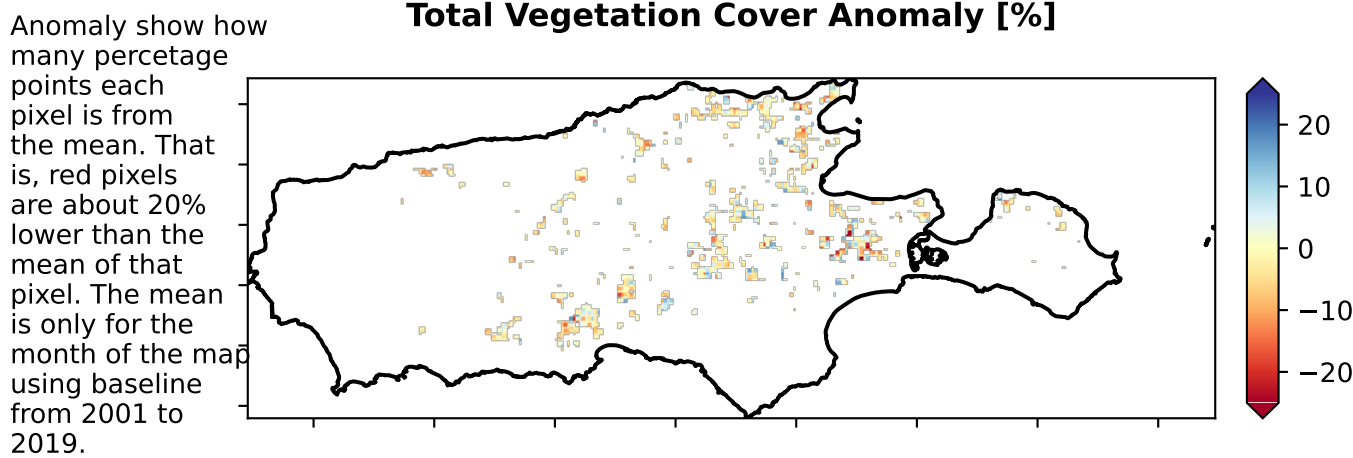 Total Vegetation Cover Anomaly [%]
Anomaly show how
many percetage
points each
pixel is from
the mean. That
is, red pixels
are about 20%
lower than the
mean of that
pixel. The mean
is only for the
month of the map
using baseline
from 2001 to
2019.
20
10
0
−10
−20